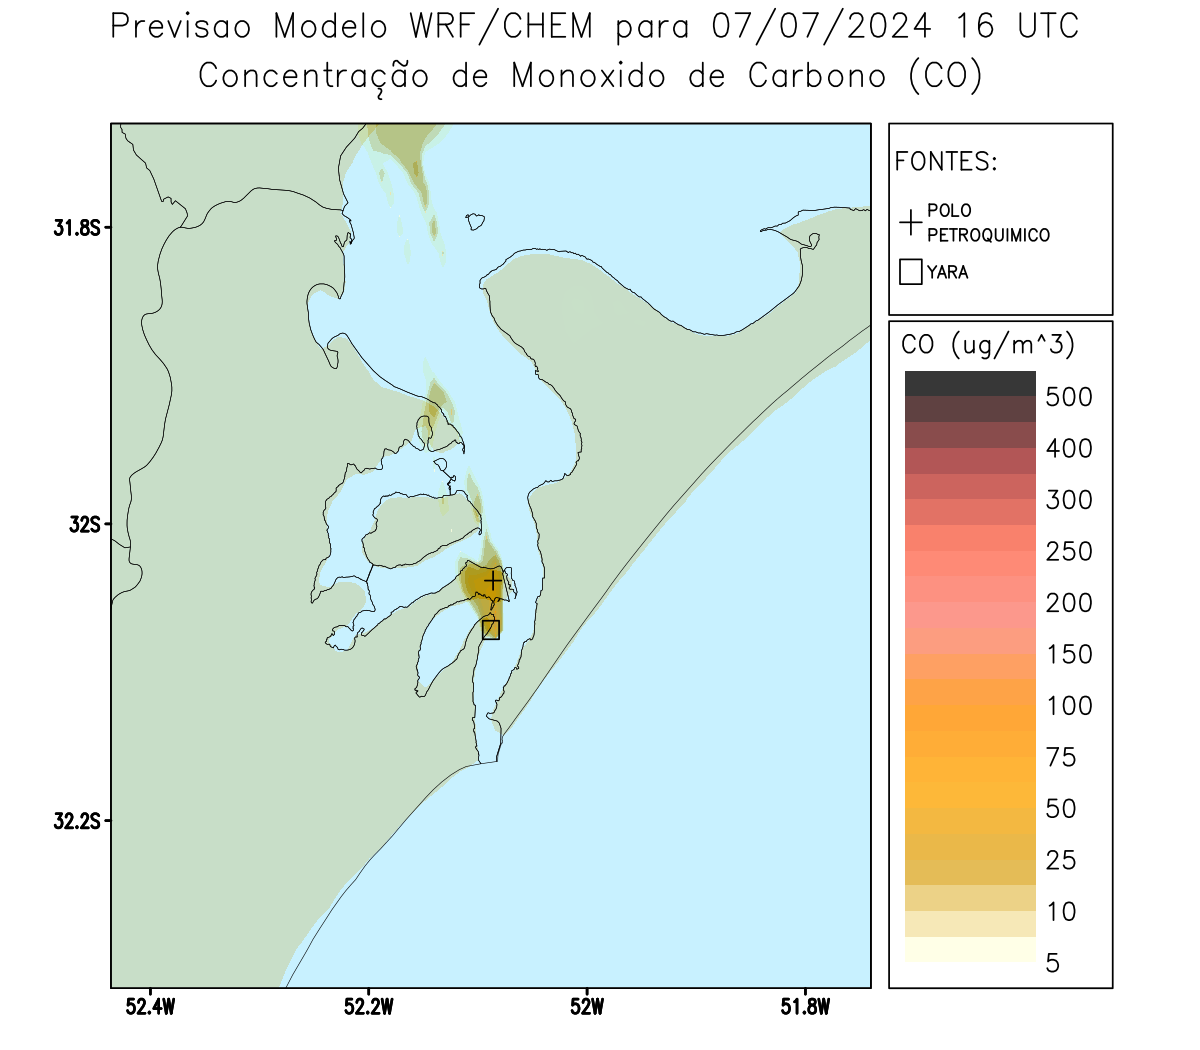 Previsao Modelo WRF/CHEM para 07/07/2024 16 UTC
Concentração de Monoxido de Carbono (CO)
FONTES:
POLO
PETROQUIMICO
YARA
CO (ug/m^3)
500
400
300
250
200
150
100
75
50
25
10
5
31.8S
32S
32.2S
52.4W
52.2W
52W
51.8W